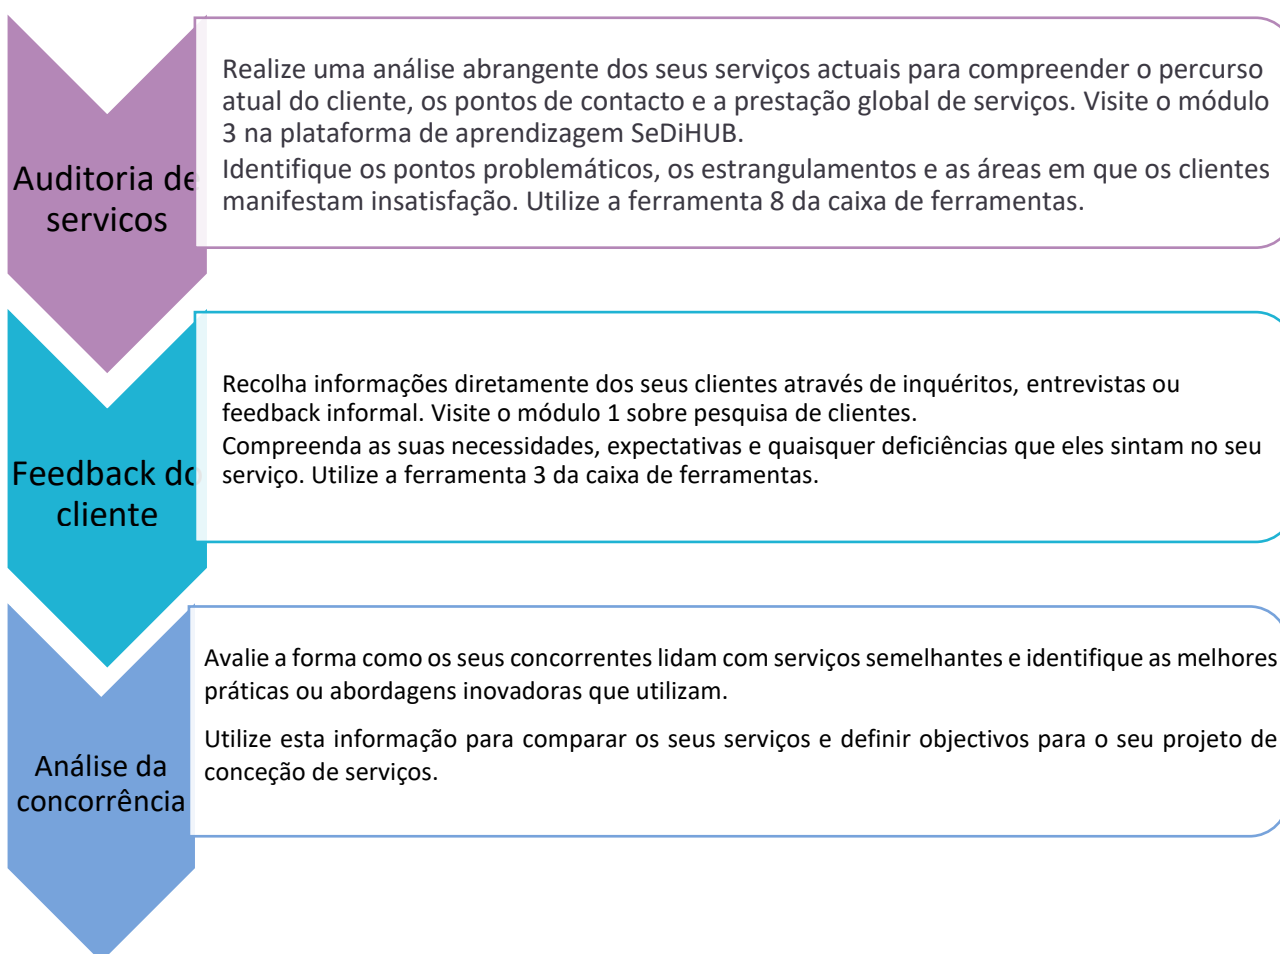 Auditoria de
servicos
Realize uma análise abrangente dos seus serviços actuais para compreender o percurso
atual do cliente, os pontos de contacto e a prestação global de serviços. Visite o módulo
3 na plataforma de aprendizagem SeDiHUB.
Identifique os pontos problemáticos, os estrangulamentos e as áreas em que os clientes
manifestam insatisfação. Utilize a ferramenta 8 da caixa de ferramentas.
Feedback do
cliente
Recolha informações diretamente dos seus clientes através de inquéritos, entrevistas ou
feedback informal. Visite o módulo 1 sobre pesquisa de clientes.
Compreenda as suas necessidades, expectativas e quaisquer deficiências que eles sintam no seu
serviço. Utilize a ferramenta 3 da caixa de ferramentas.
Análise da
concorrência
Avalie a forma como os seus concorrentes lidam com serviços semelhantes e identifique as melhores
práticas ou abordagens inovadoras que utilizam.
Utilize esta informação para comparar os seus serviços e definir objectivos para o seu projeto de
conceção de serviços.